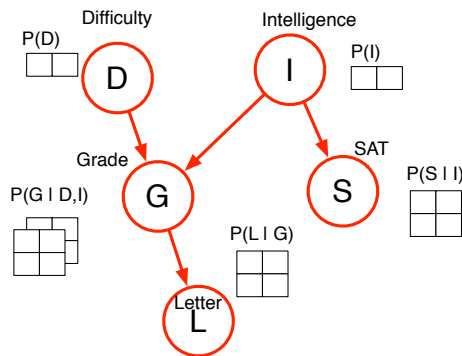 Difficulty
Intelligence
P(D)
D
I
P(I)
Grade
SAT
P(G I D,I)
G
S
P(S I I)
P(L I G)
Letter
L